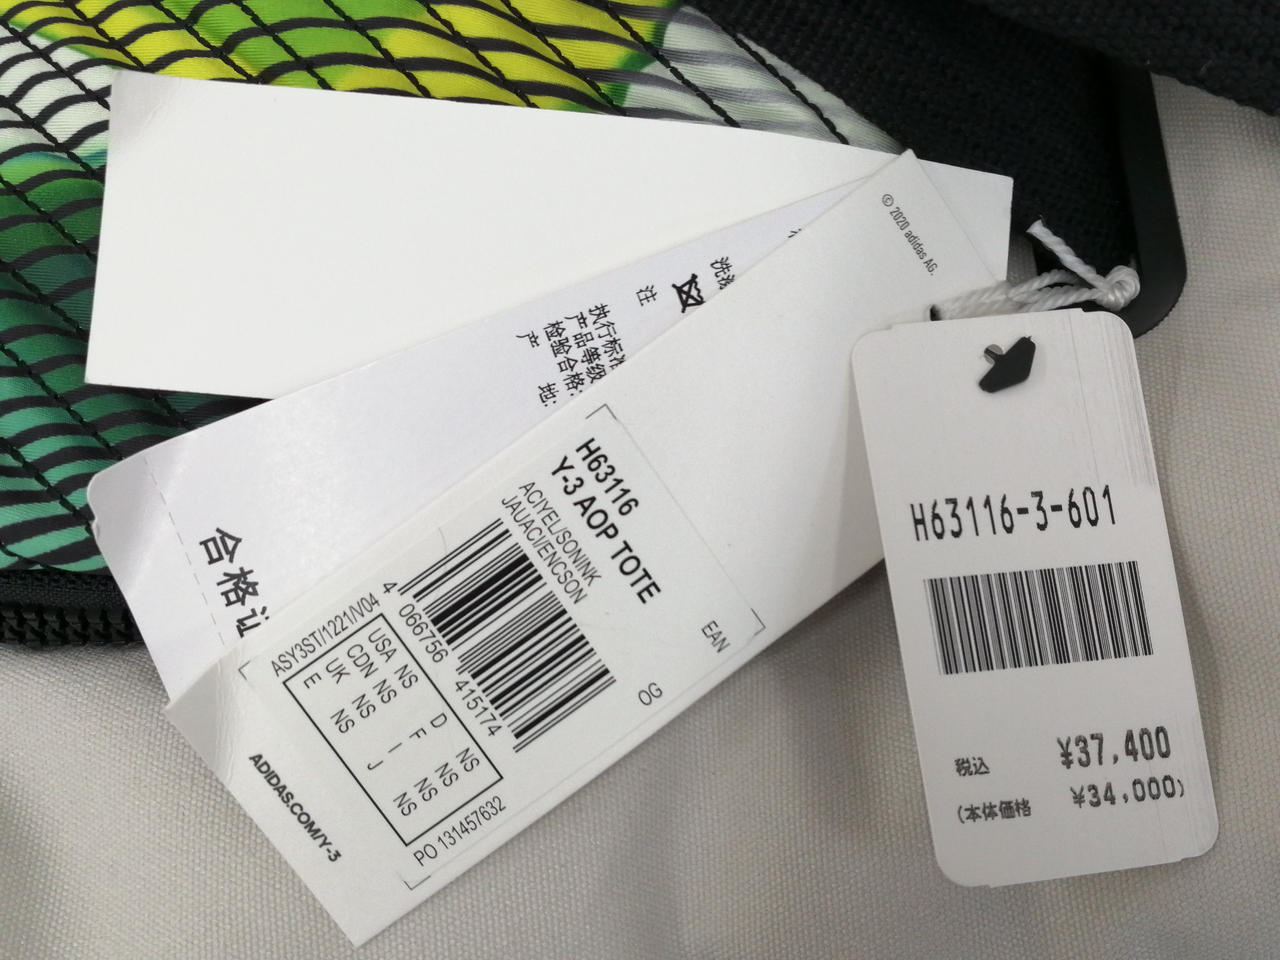 © 2020 adidas AG.
洗涤
注
执行标准
产品等级
检验合格:
产 地:
合格证
H63116
Y-3 AOP TOTE
ACIYEL/SONINK
JAUACI/ENCSON
EAN
OG
4 066756 415174
ASY3ST/1221/V04
USA NS D NS
CDN NS F NS
UK NS I NS
E NS J NS
PO 131457632
ADIDAS.COM/Y-3
H63116-3-601
税込 ¥37,400
(本体価格 ¥34,000)